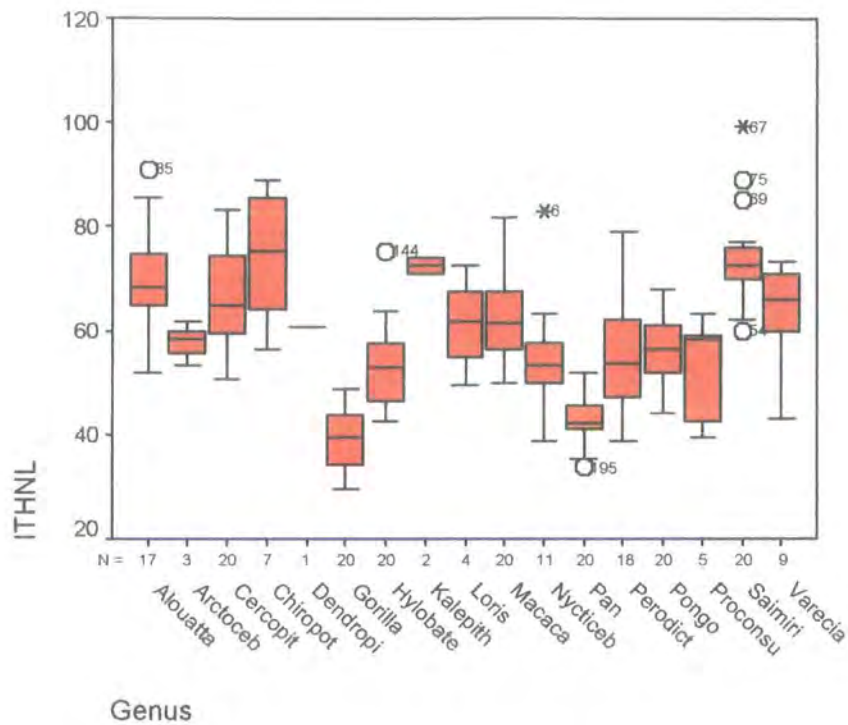 120
100
80
60
40
20
ITHNL
85
144
6
195
67
75
69
54
N = 17 3 20 7 1 20 20 2 4 20 11 20 18 20 5 20 9
Alouatta
Arctoceb
Cercopit
Chiropot
Dendropi
Gorilla
Hylobate
Kalepith
Loris
Macaca
Nycticeb
Pan
Perodict
Pongo
Proconsu
Saimiri
Varecia
Genus